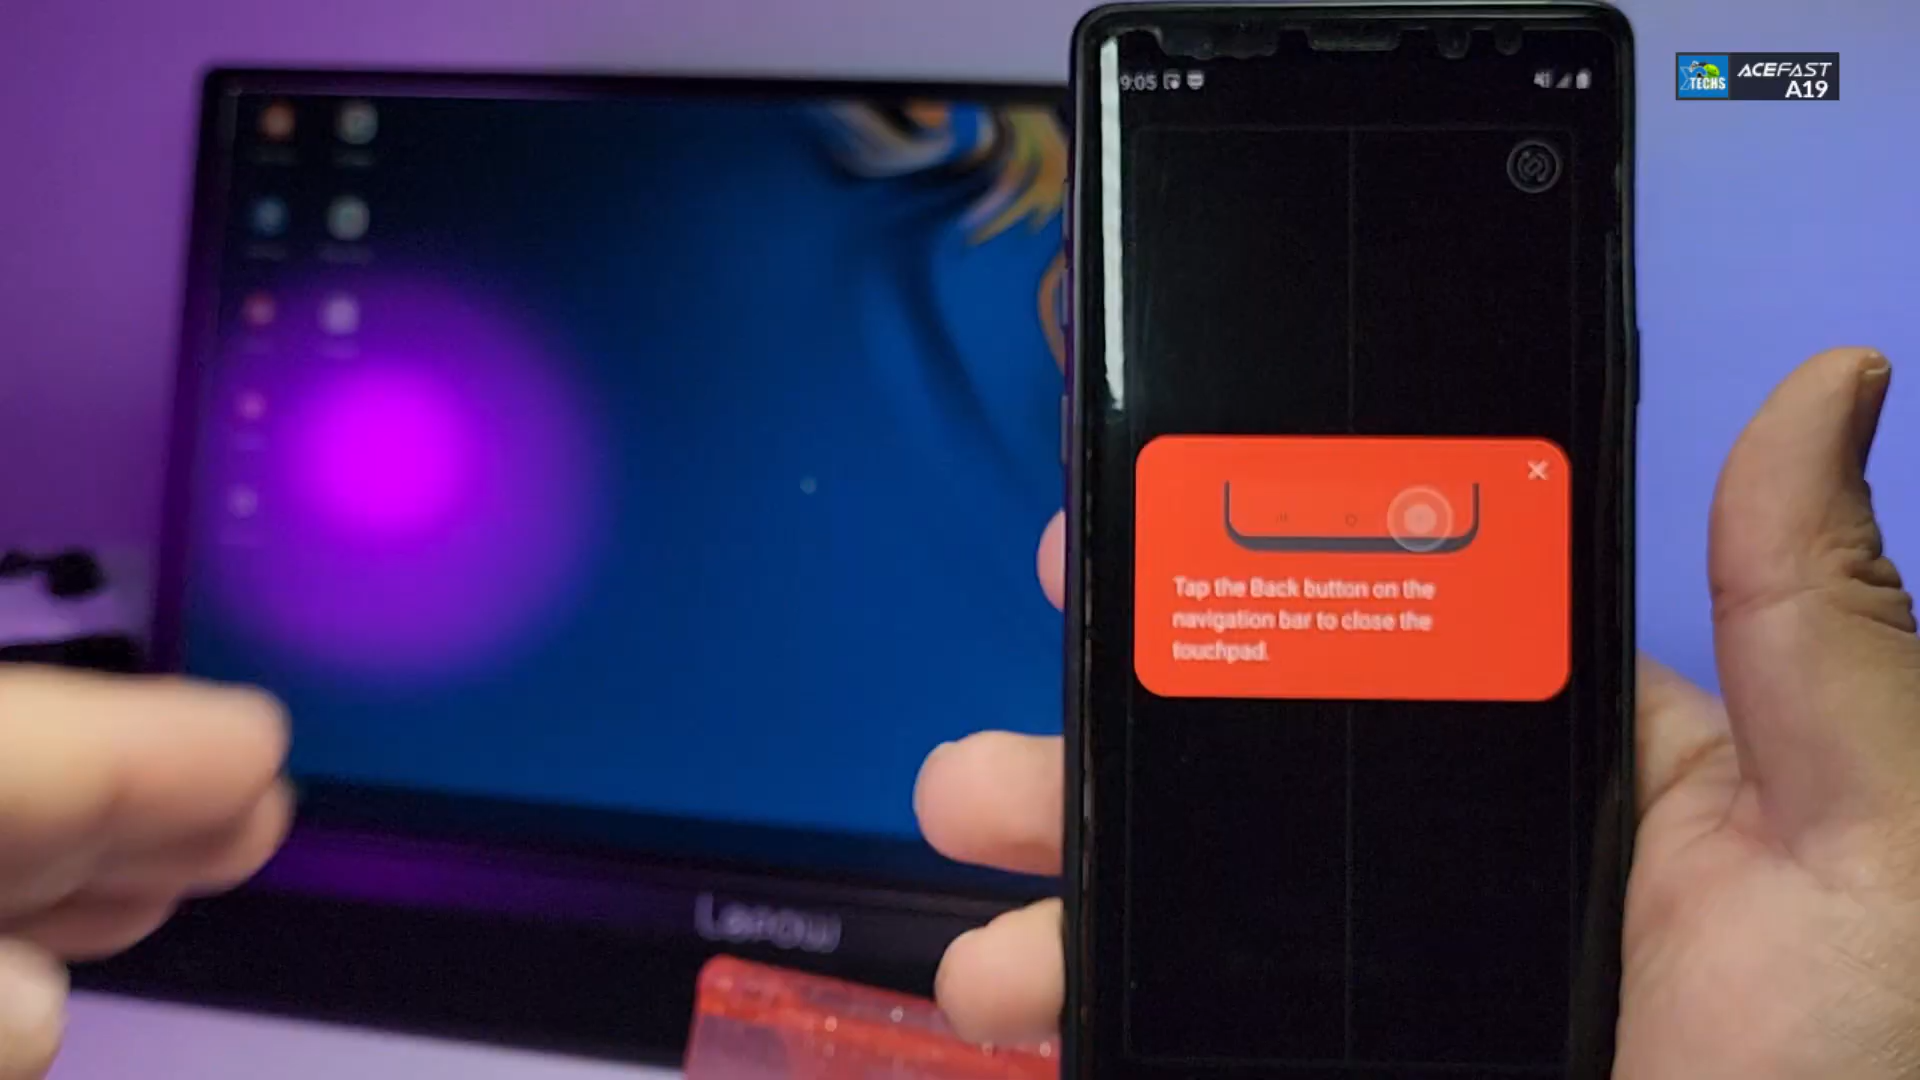 TECHS
ACEFAST
A19
9:05
Tap the Back button on the
navigation bar to close the
touchpad.
Lenovo